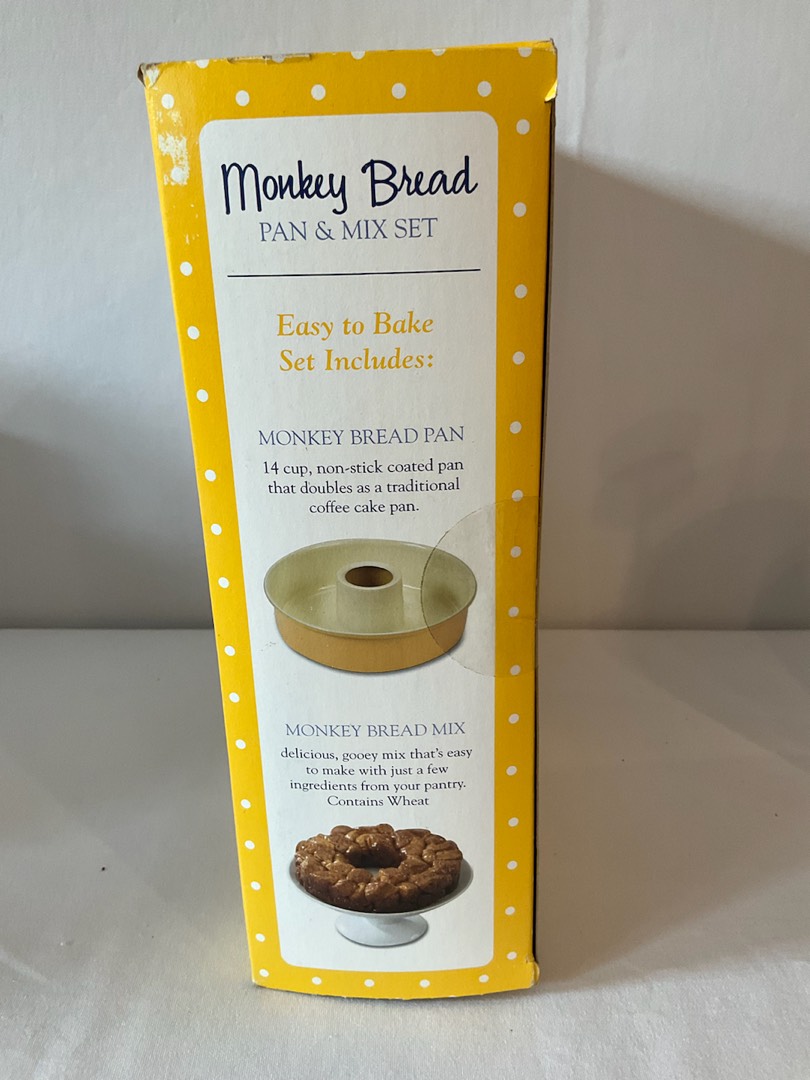 Monkey Bread
PAN & MIX SET
Easy to Bake
Set Includes:
MONKEY BREAD PAN
14 cup, non-stick coated pan
that doubles as a traditional
coffee cake pan.
MONKEY BREAD MIX
delicious, gooey mix that's easy
to make with just a few
ingredients from your pantry.
Contains Wheat